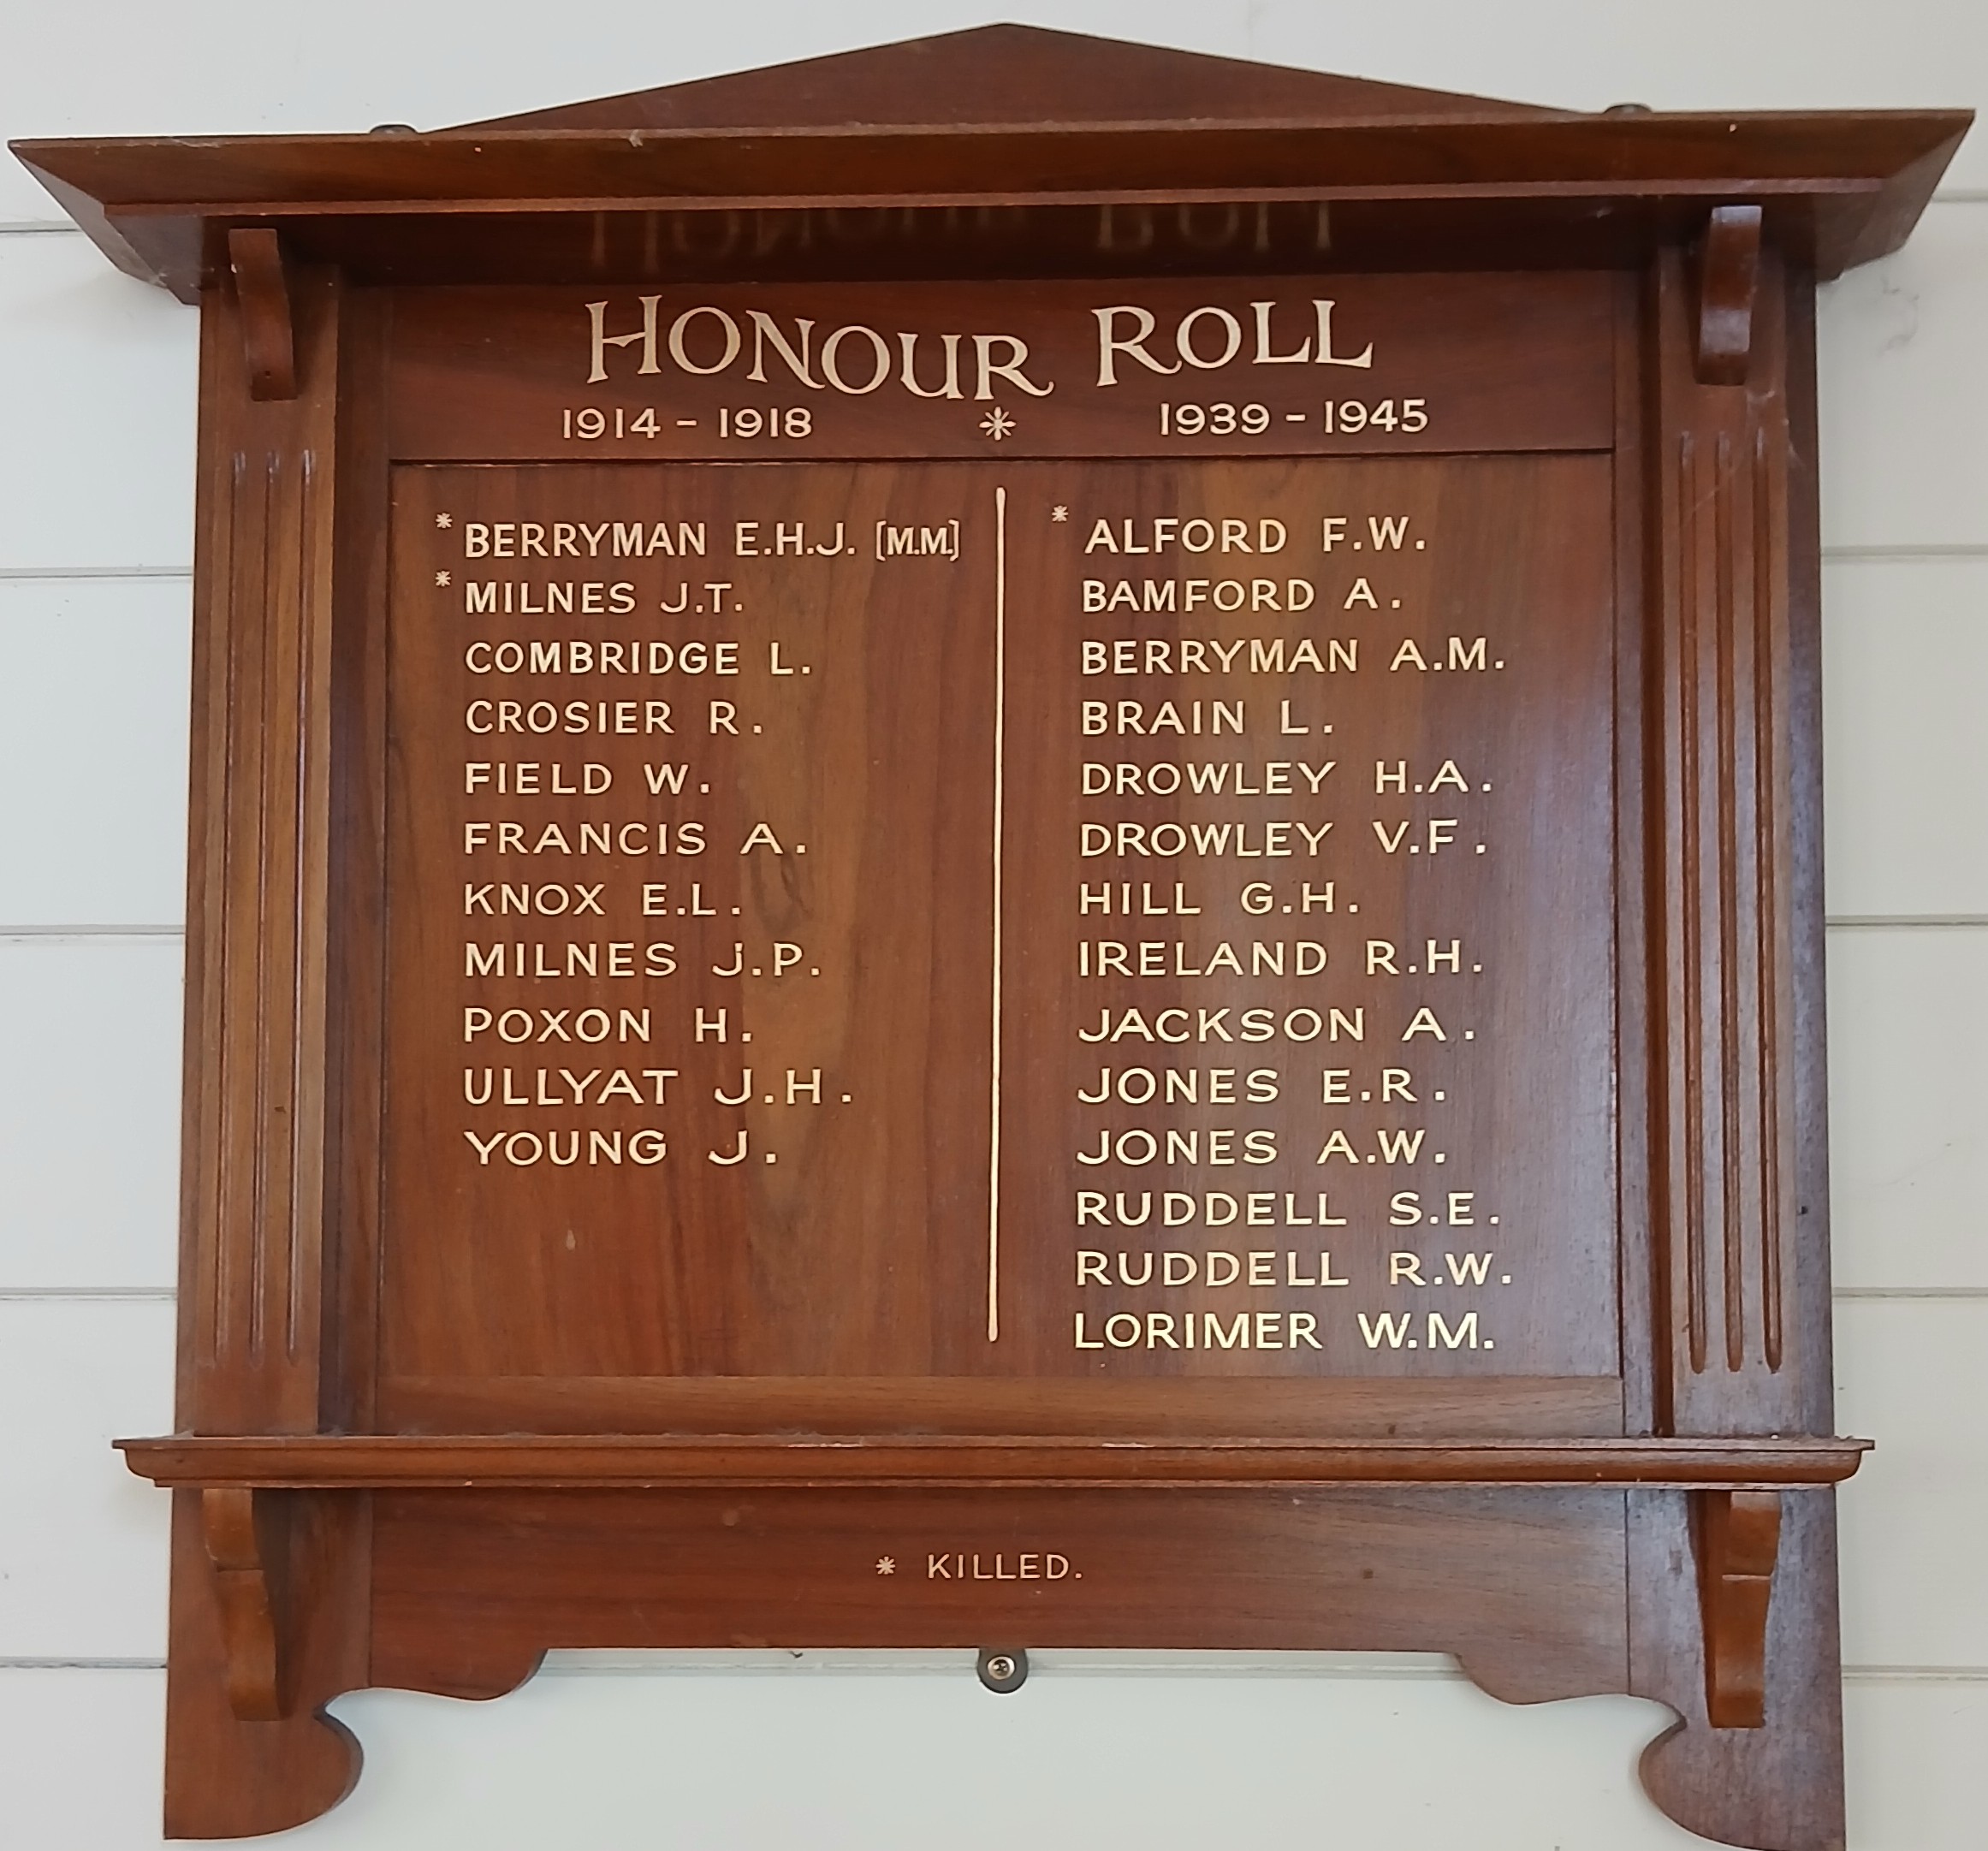 HONOUR ROLL
1914 - 1918 * 1939 - 1945
* BERRYMAN E.H.J. [M.M.]
* MILNES J.T.
COMBRIDGE L.
CROSIER R.
FIELD W.
FRANCIS A.
KNOX E.L.
MILNES J.P.
POXON H.
ULLYAT J.H.
YOUNG J.
* ALFORD F.W.
BAMFORD A.
BERRYMAN A.M.
BRAIN L.
DROWLEY H.A.
DROWLEY V.F.
HILL G.H.
IRELAND R.H.
JACKSON A.
JONES E.R.
JONES A.W.
RUDDELL S.E.
RUDDELL R.W.
LORIMER W.M.
* KILLED.